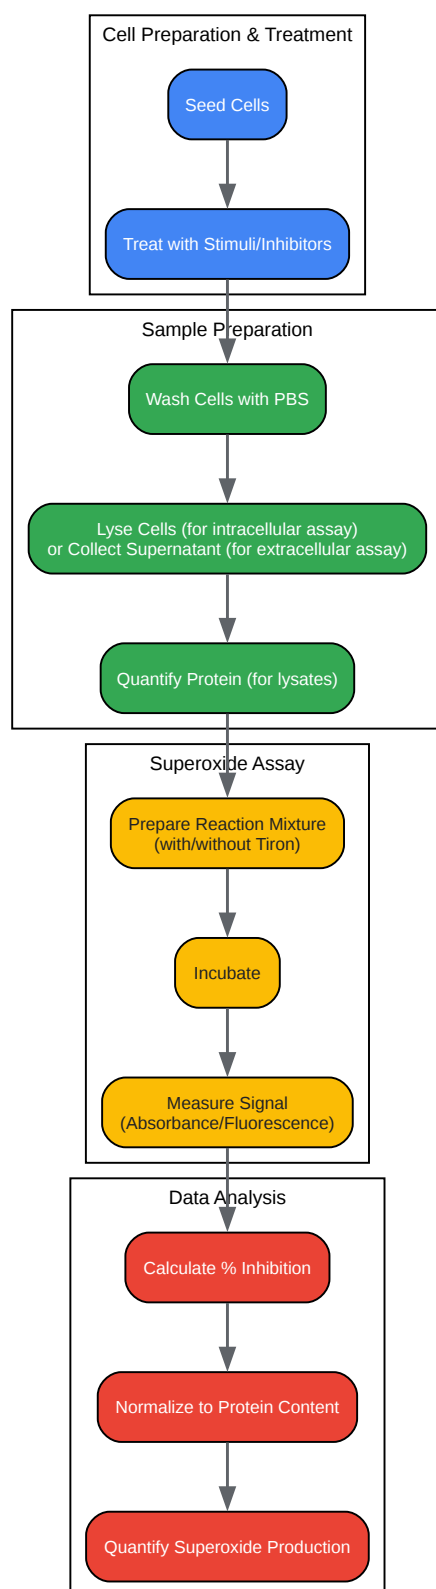 Cell Preparation & Treatment
Seed Cells
Treat with Stimuli/Inhibitors
Sample Preparation
Wash Cells with PBS
Lyse Cells (for intracellular assay)
or Collect Supernatant (for extracellular assay)
Quantify Protein (for lysates)
Superoxide Assay
Prepare Reaction Mixture
(with/without Tiron)
Incubate
Measure Signal
(Absorbance/Fluorescence)
Data Analysis
Calculate % Inhibition
Normalize to Protein Content
Quantify Superoxide Production